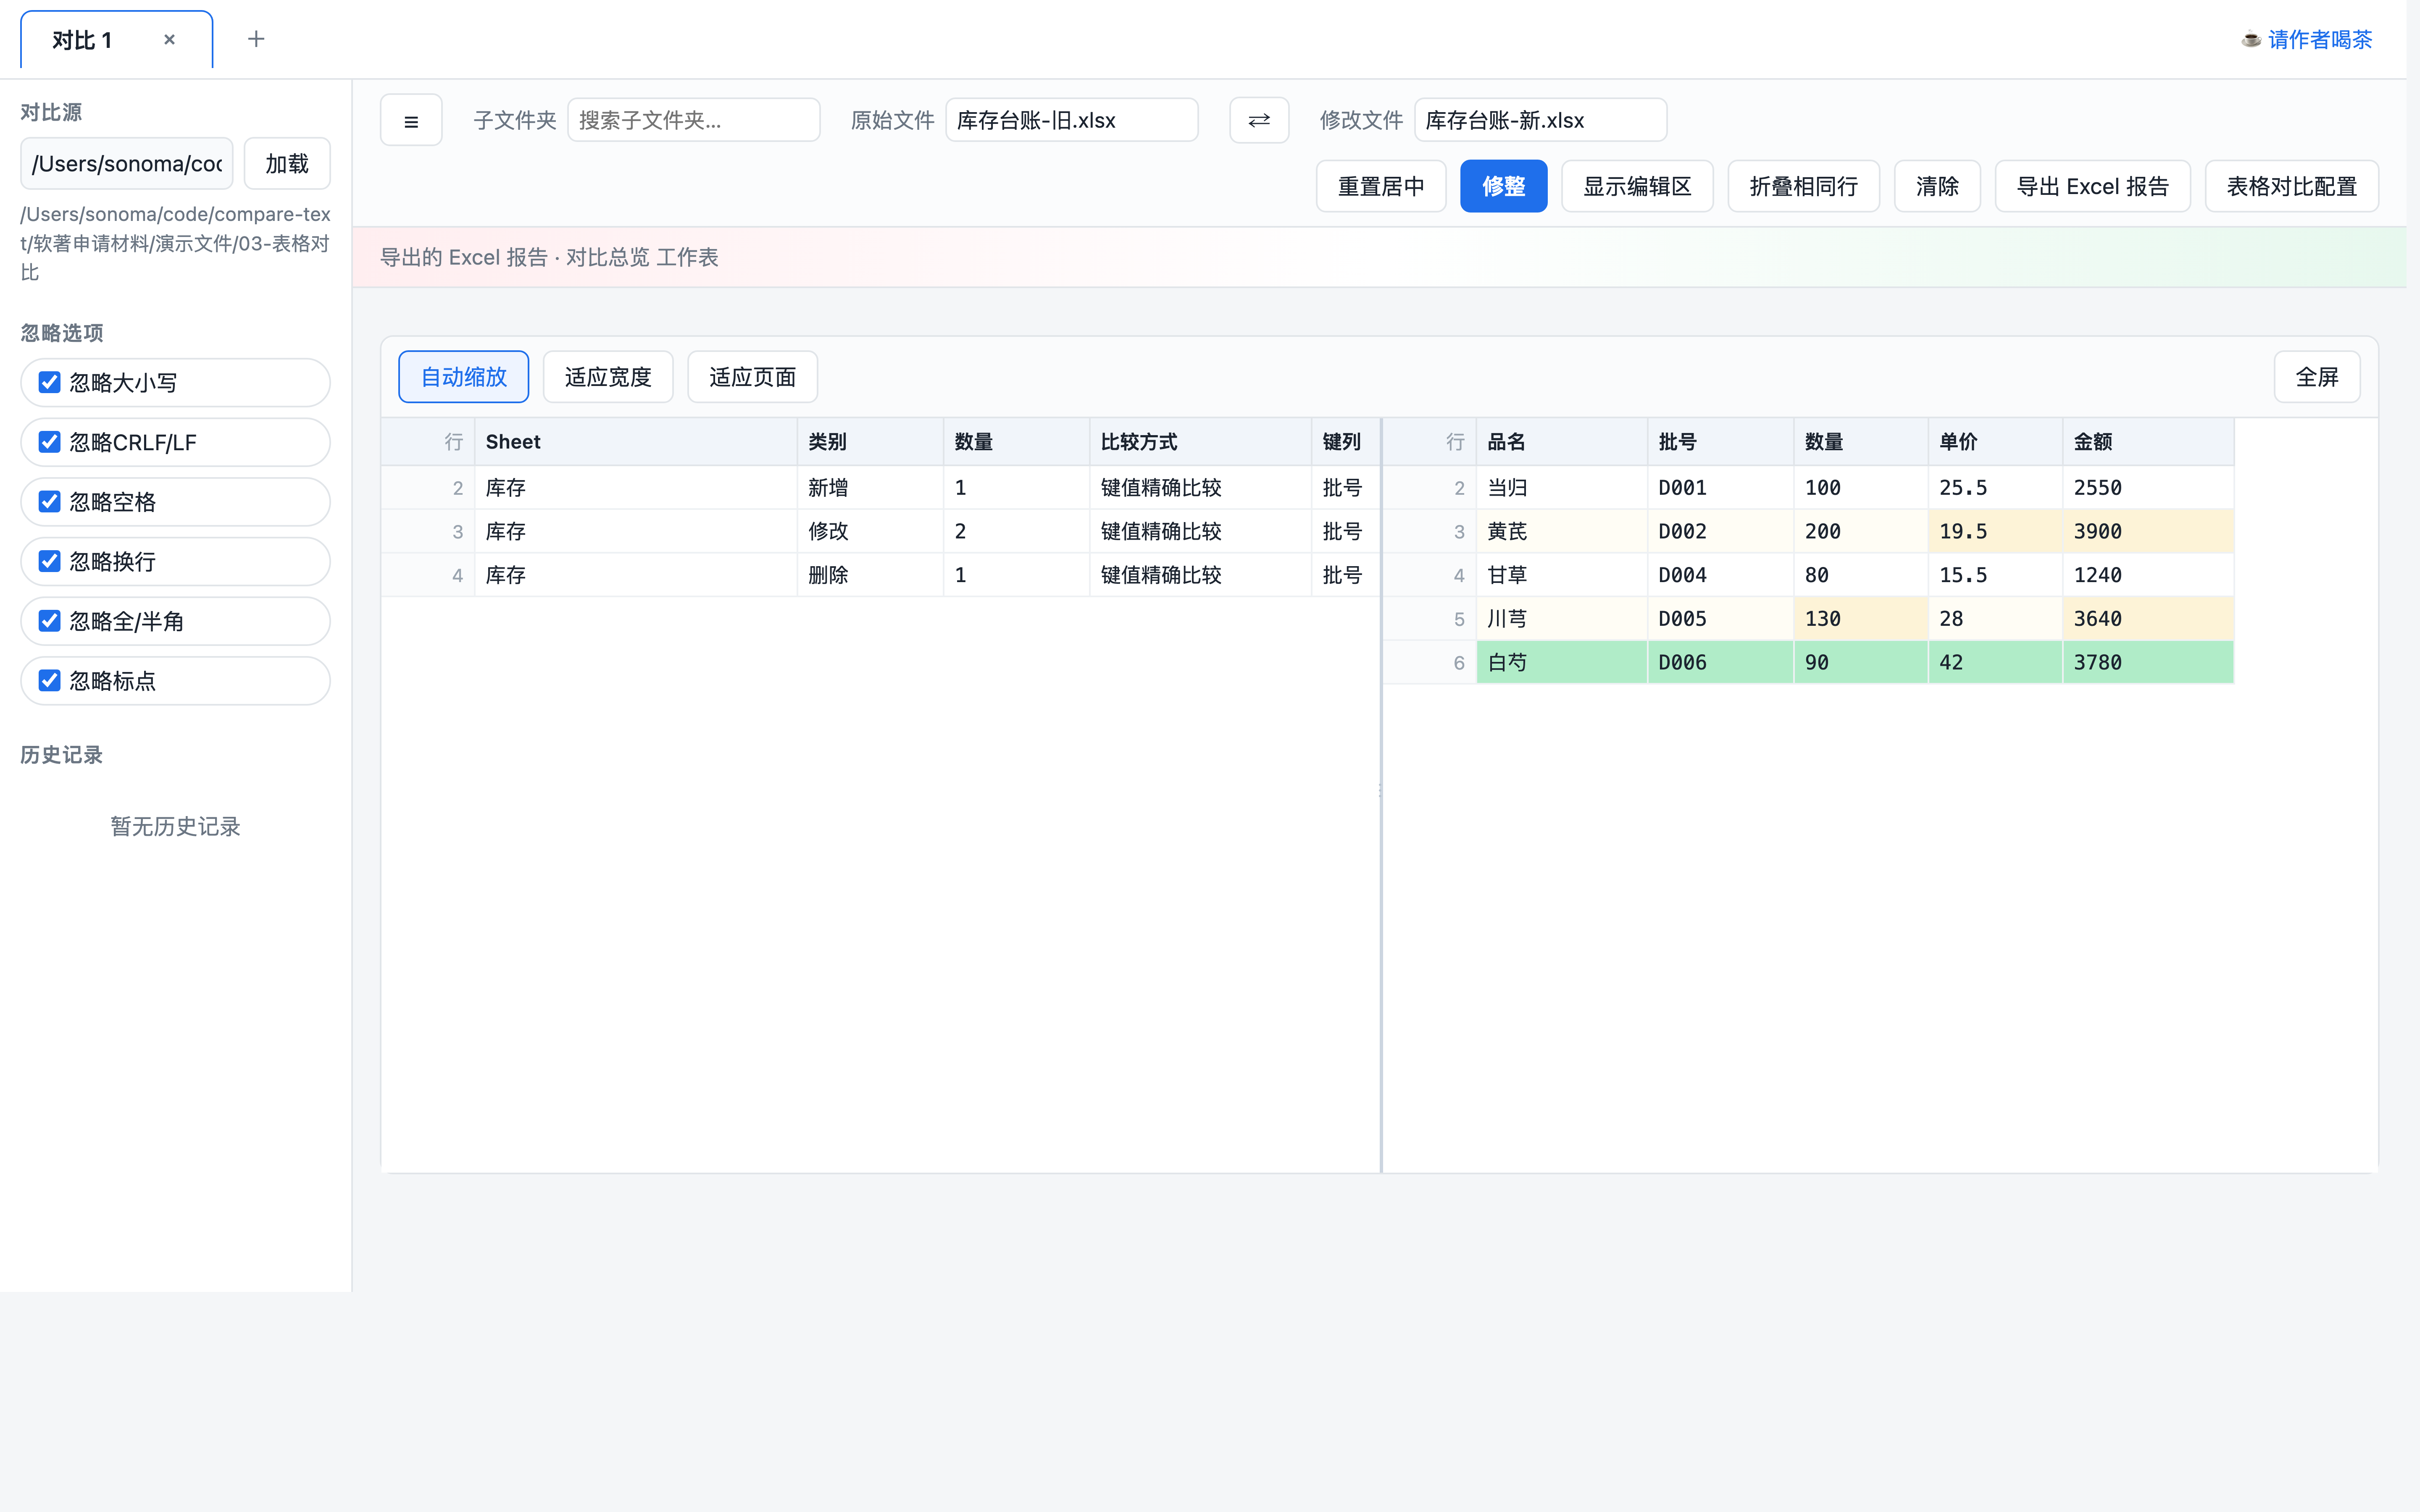 对比 1 × +
☕ 请作者喝茶
对比源
/Users/sonoma/coc 加载
/Users/sonoma/code/compare-tex
t/软著申请材料/演示文件/03-表格对
比
忽略选项
忽略大小写
忽略CRLF/LF
忽略空格
忽略换行
忽略全/半角
忽略标点
历史记录
暂无历史记录
≡ 子文件夹 搜索子文件夹... 原始文件 库存台账-旧.xlsx ⇄ 修改文件 库存台账-新.xlsx
重置居中 修整 显示编辑区 折叠相同行 清除 导出 Excel 报告 表格对比配置
导出的 Excel 报告 · 对比总览 工作表
自动缩放 适应宽度 适应页面 全屏
行 Sheet 类别 数量 比较方式 键列
2 库存 新增 1 键值精确比较 批号
3 库存 修改 2 键值精确比较 批号
4 库存 删除 1 键值精确比较 批号
行 品名 批号 数量 单价 金额
2 当归 D001 100 25.5 2550
3 黄芪 D002 200 19.5 3900
4 甘草 D004 80 15.5 1240
5 川芎 D005 130 28 3640
6 白芍 D006 90 42 3780